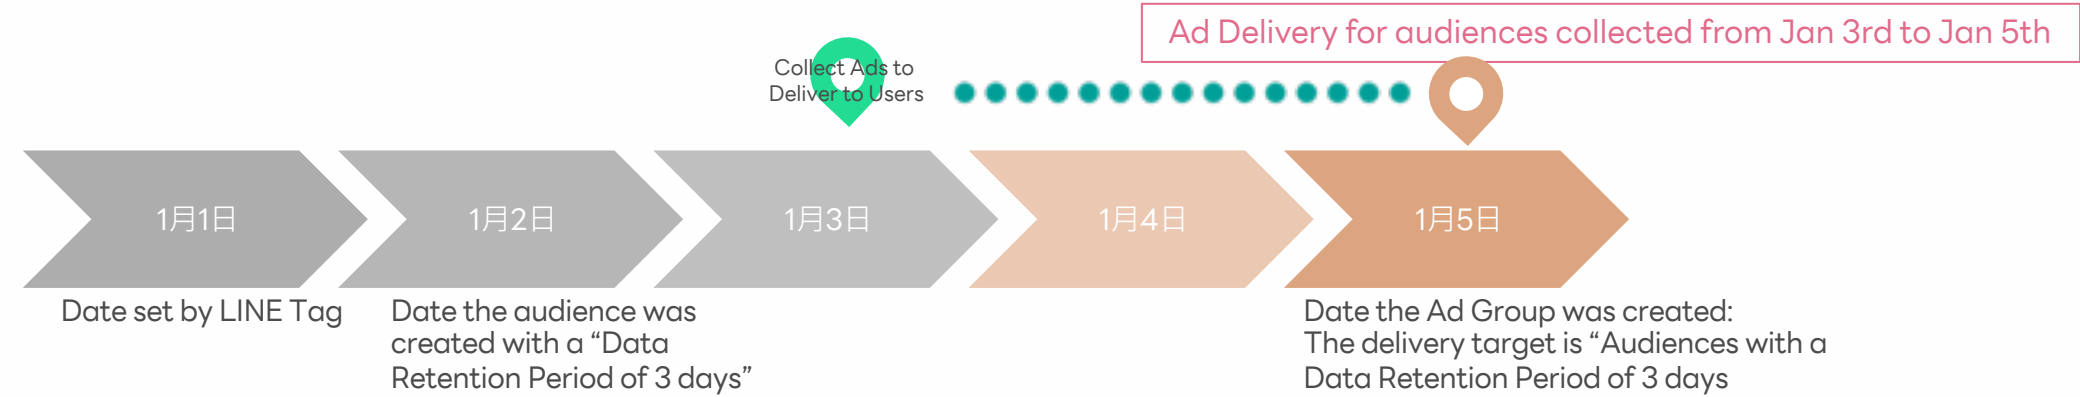 Ad Delivery for audiences collected from Jan 3rd to Jan 5th
Collect Ads to
Deliver to Users
1月1日
1月2日
1月3日
1月4日
1月5日
Date set by LINE Tag
Date the audience was
created with a “Data
Retention Period of 3 days”
Date the Ad Group was created:
The delivery target is “Audiences with a
Data Retention Period of 3 days